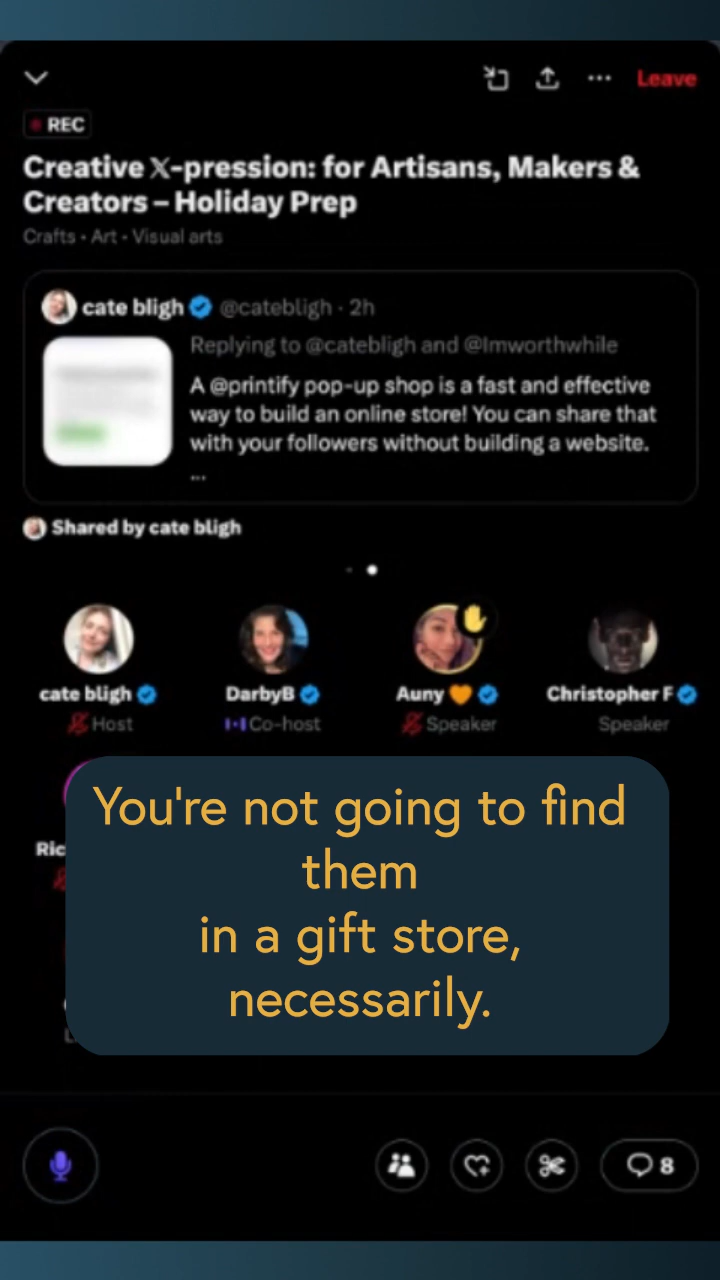 Leave
REC
Creative 𝕏-pression: for Artisans, Makers &
Creators – Holiday Prep
Crafts • Art • Visual arts
cate bligh @catebligh · 2h
Replying to @catebligh and @Imworthwhile
A @printify pop-up shop is a fast and effective
way to build an online store! You can share that
with your followers without building a website.
...
Shared by cate bligh
cate bligh DarbyB Auny 🧡 Christopher F
Host Co-host Speaker Speaker
Ric
You're not going to find
them
in a gift store,
necessarily.
8